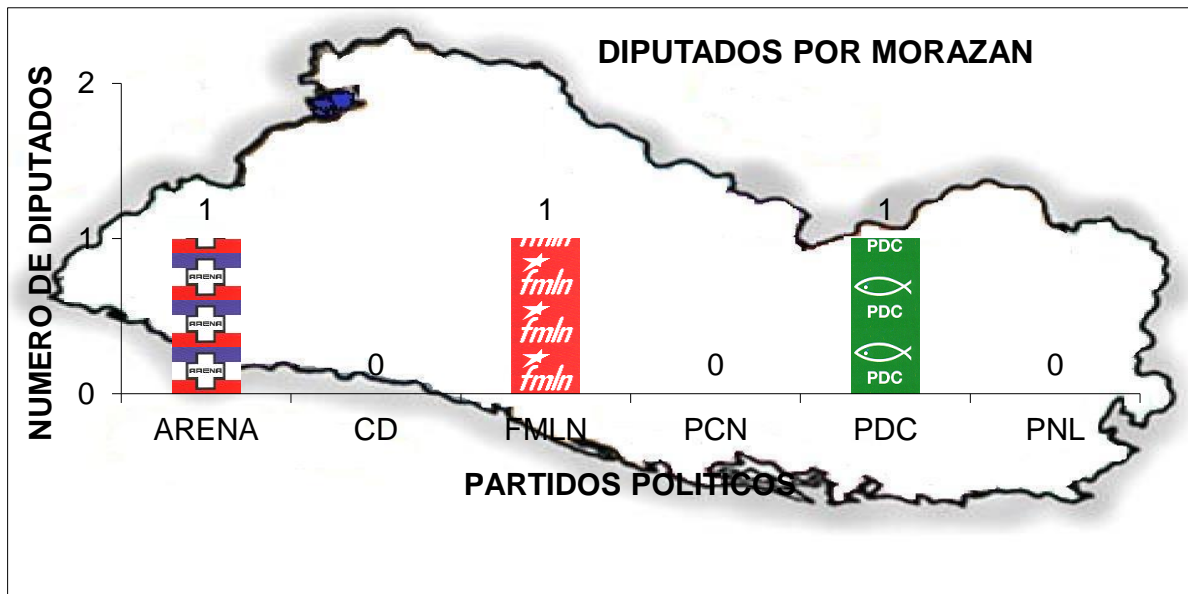 DIPUTADOS POR MORAZAN
NUMERO DE DIPUTADOS
2
1
0
1
0
1
0
1
0
ARENA
ARENA
ARENA
fmln
fmln
fmln
fmln
PDC
PDC
PDC
ARENA
CD
FMLN
PCN
PDC
PNL
PARTIDOS POLITICOS